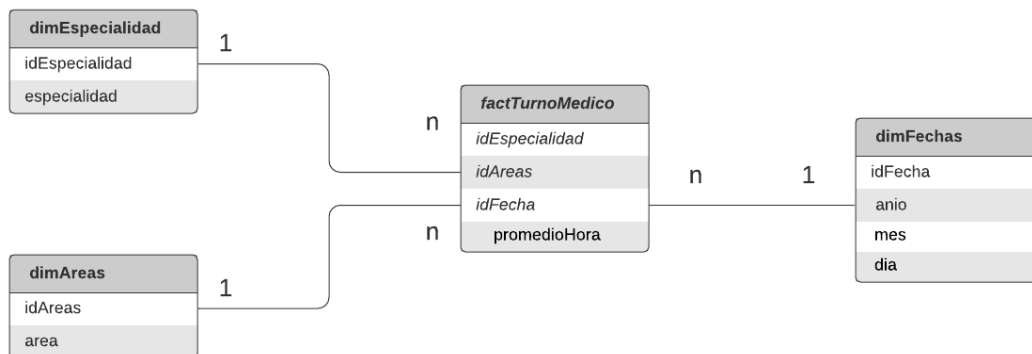 dimEspecialidad
idEspecialidad
especialidad
1
n
factTurnoMedico
idEspecialidad
idAreas
idFecha
promedioHora
n
1
dimFechas
idFecha
anio
mes
dia
n
dimAreas
idAreas
area
1